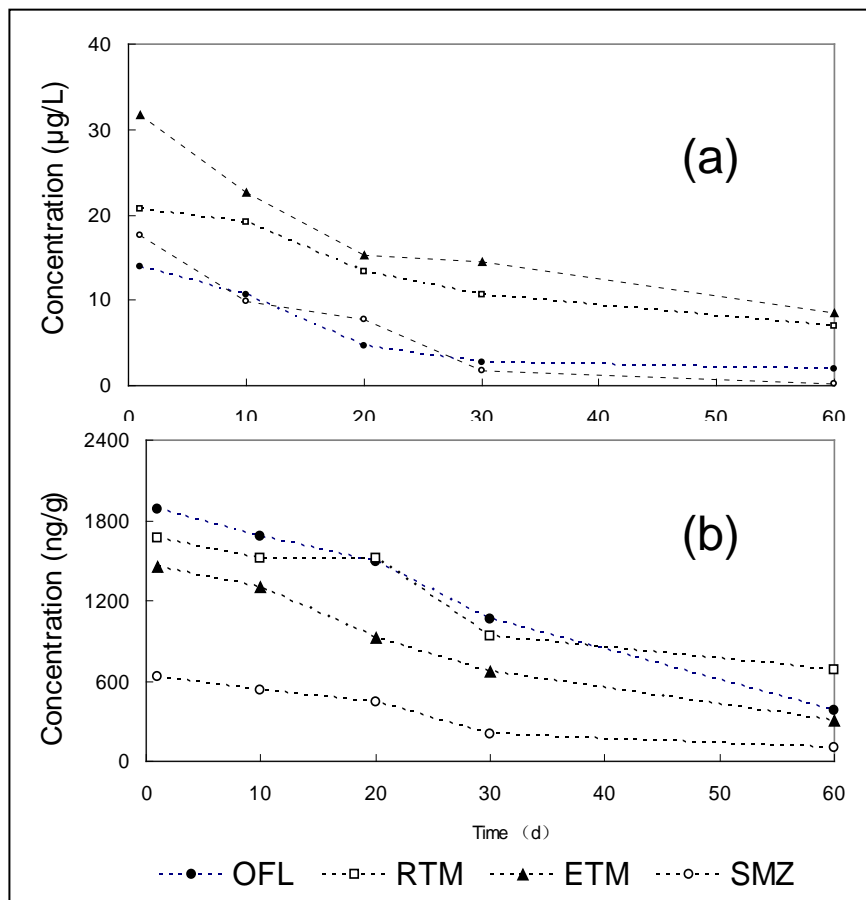 40
30
20
10
0
Concentration (µg/L)
(a)
0 10 20 30 40 50 60
2400
1800
1200
600
0
Concentration (ng/g)
(b)
0 10 20 30 40 50 60
Time（d）
OFL RTM ETM SMZ